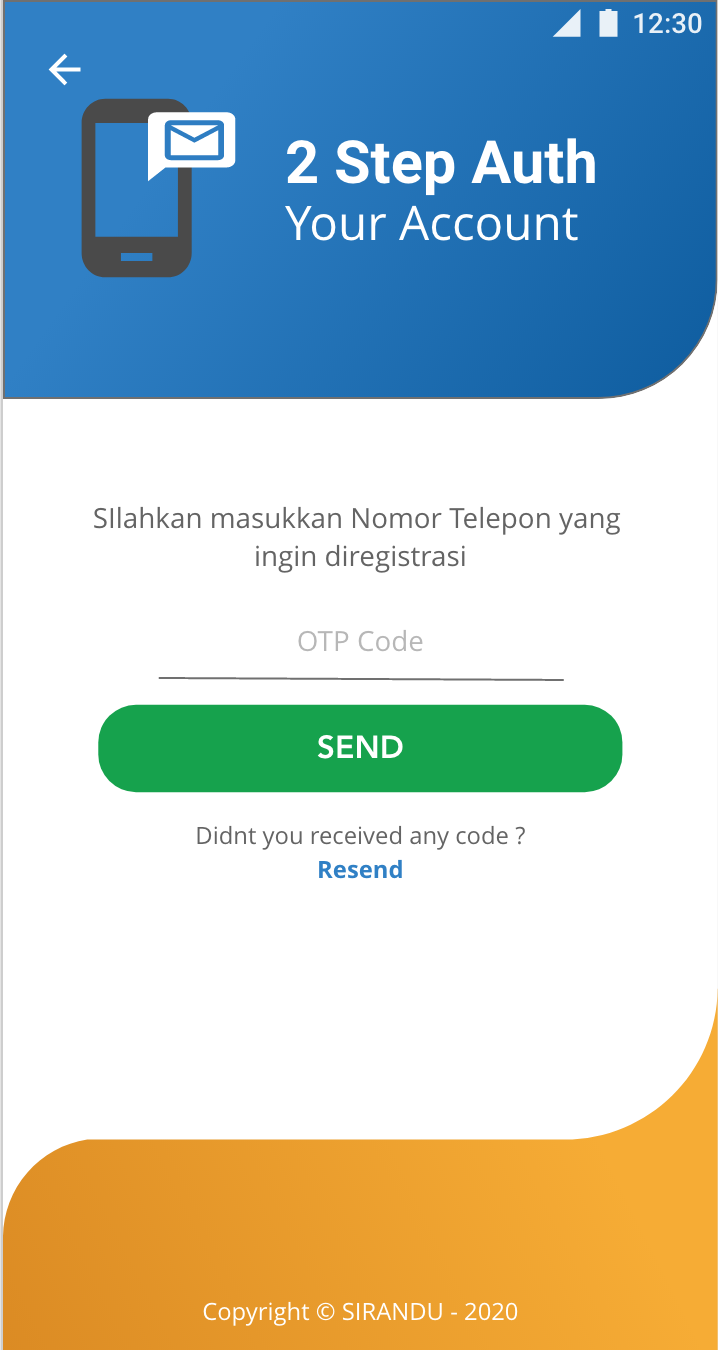 12:30
2 Step Auth
Your Account
SIlahkan masukkan Nomor Telepon yang
ingin diregistrasi
OTP Code
SEND
Didnt you received any code ?
Resend
Copyright © SIRANDU - 2020